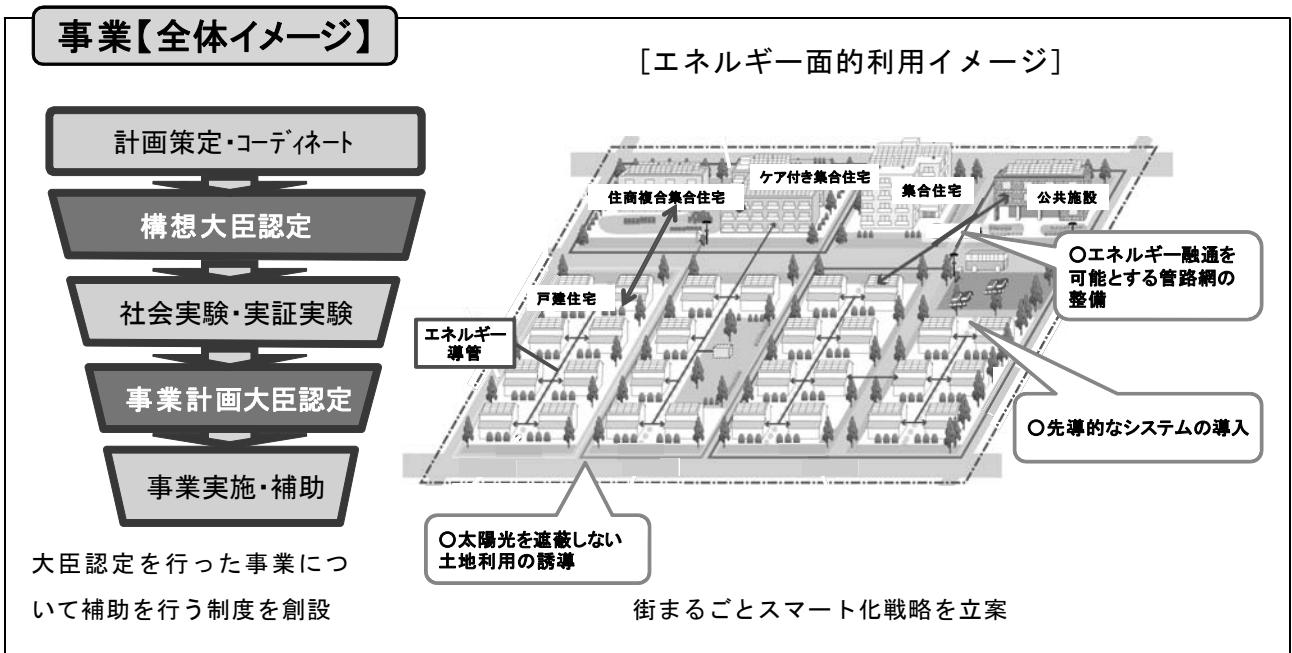 事業【全体イメージ】
計画策定・コーディネート
構想大臣認定
社会実験・実証実験
事業計画大臣認定
事業実施・補助
大臣認定を行った事業につ
いて補助を行う制度を創設
［エネルギー面的利用イメージ］
ケア付き集合住宅
住商複合集合住宅
集合住宅
公共施設
戸建住宅
エネルギー
導管
○エネルギー融通を
可能とする管路網の
整備
○先導的なシステムの導入
○太陽光を遮蔽しない
土地利用の誘導
街まるごとスマート化戦略を立案